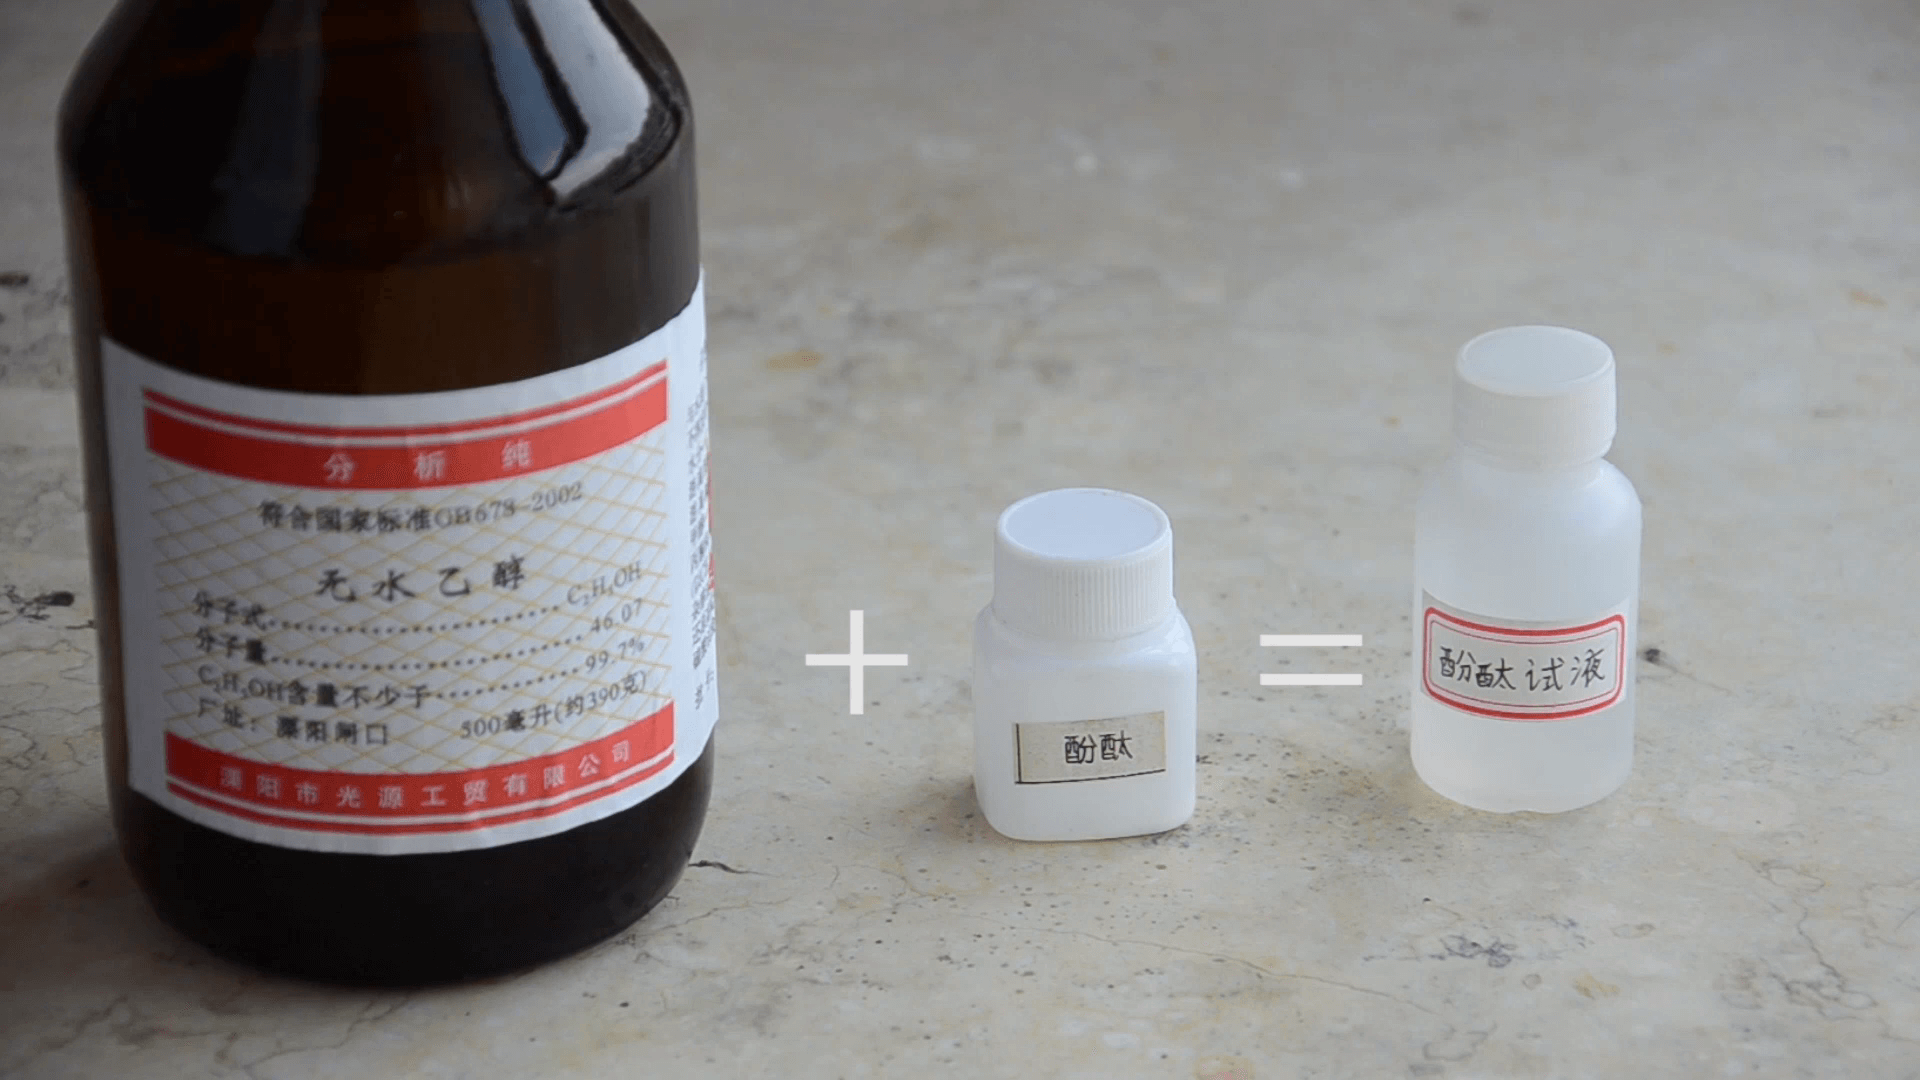 分析纯
符合国家标准GB678-2002
无水乙醇
分子式 C₂H₅OH
分子量 46.07
C₂H₅OH含量不少于 99.7%
厂址：溧阳闸口 500毫升(约390克)
溧阳市光源工贸有限公司
+
酚酞
=
酚酞试液